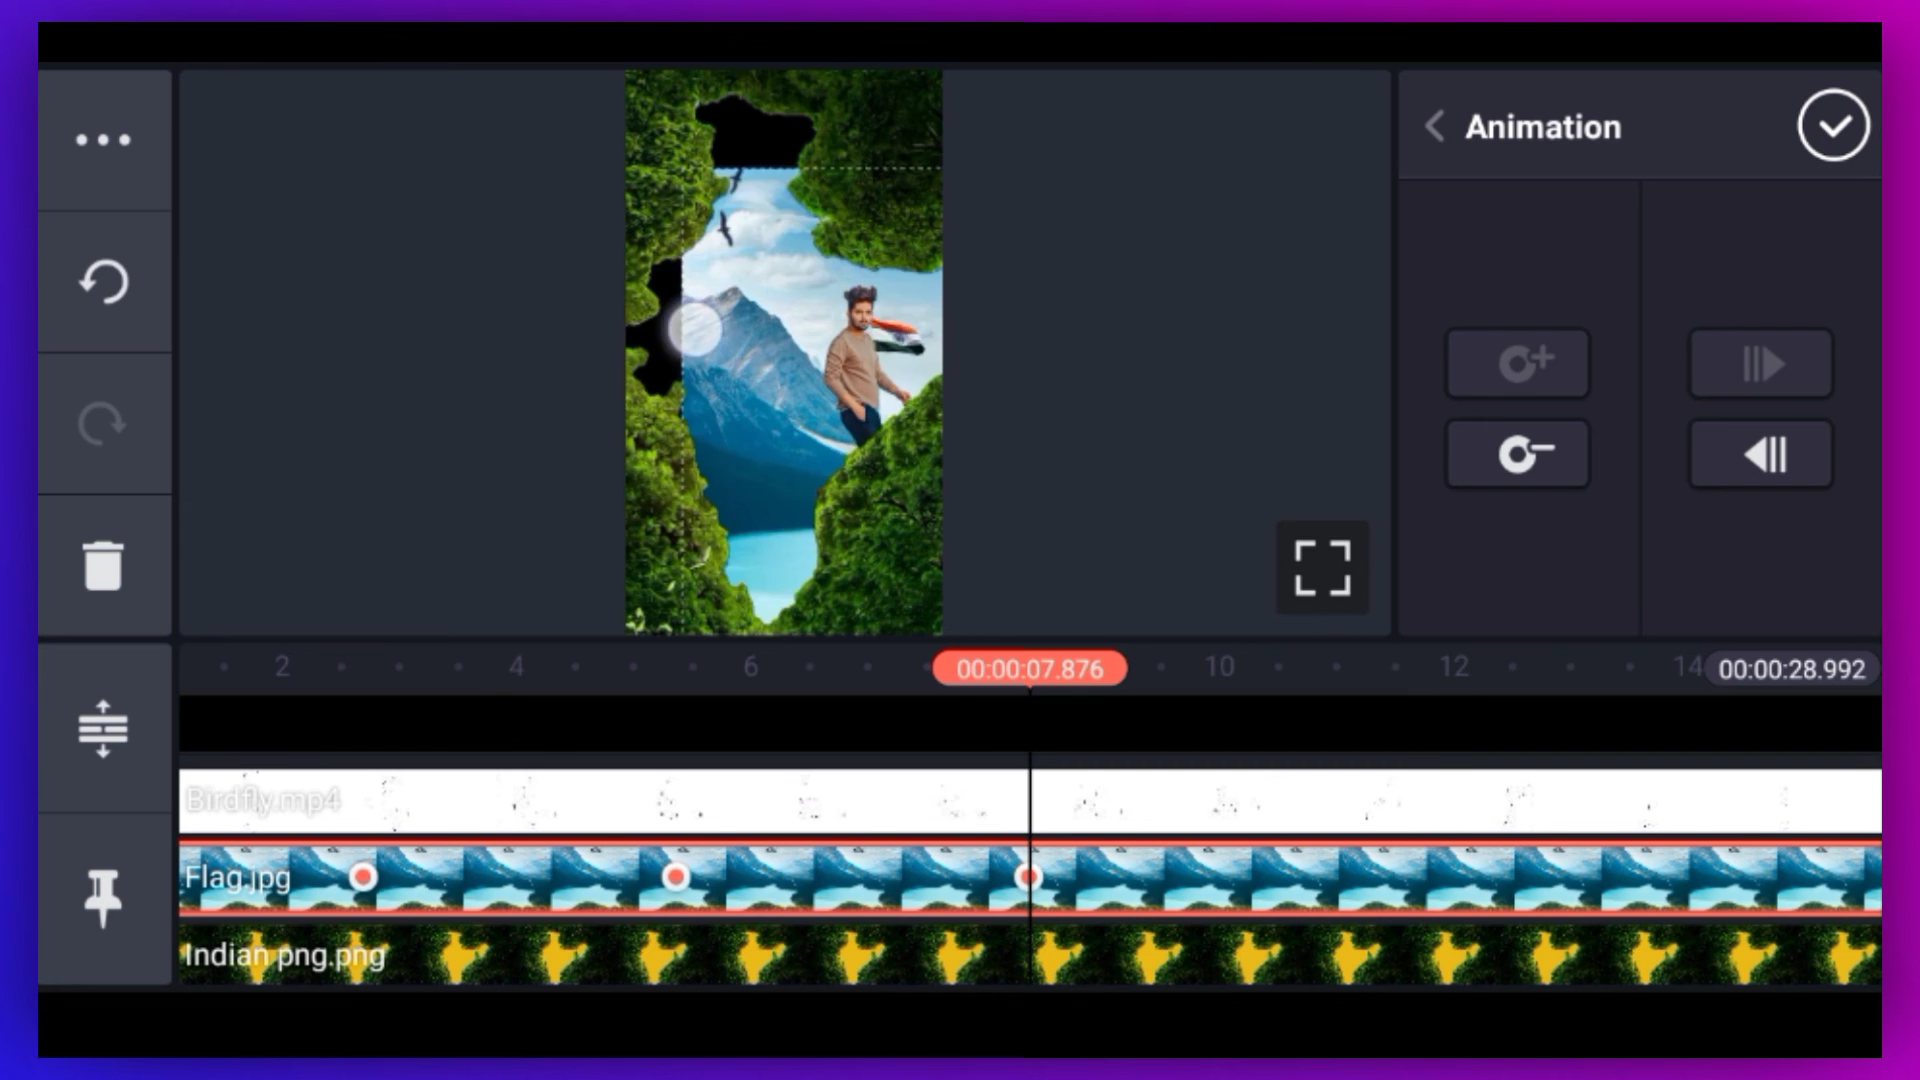 Animation
2 4 6 00:00:07.876 10 12 14 00:00:28.992
Birdfly.mp4
Flag.jpg
Indian png.png